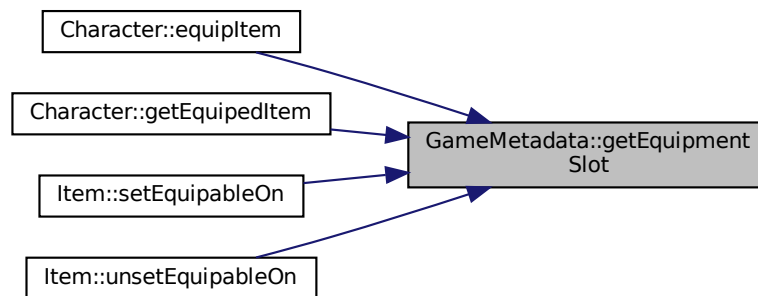 Character::equipItem
Character::getEquipedItem
GameMetadata::getEquipment
Slot
Item::setEquipableOn
Item::unsetEquipableOn